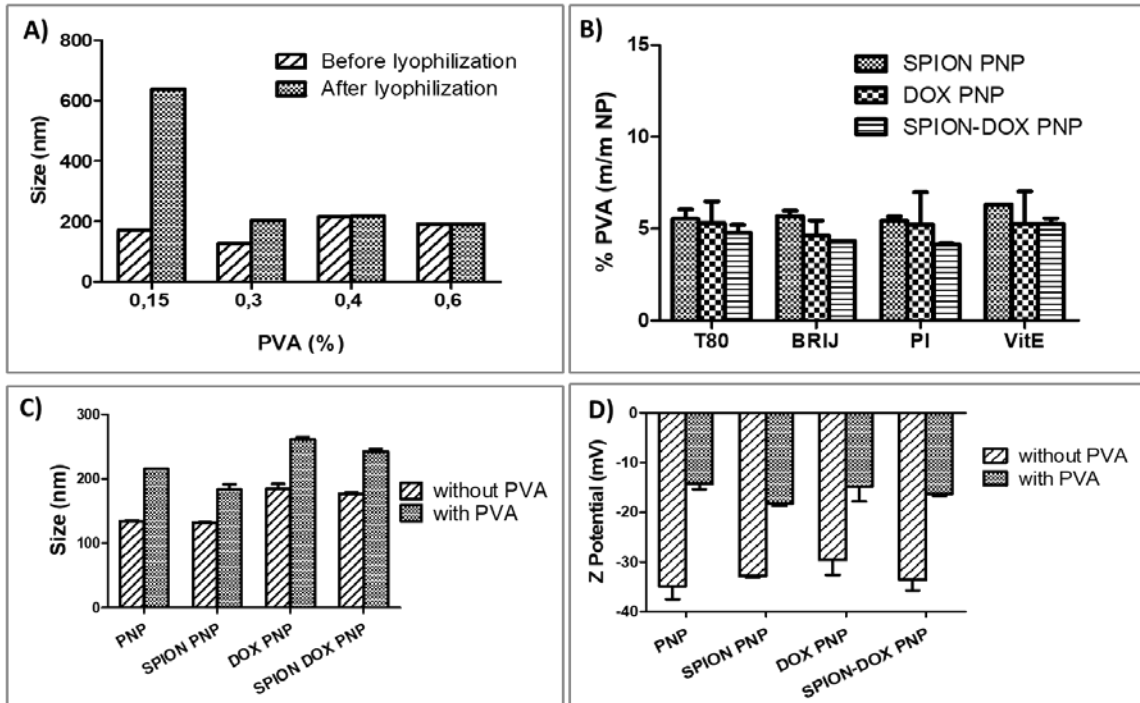 A)
800
600
400
200
0
Size (nm)
Before lyophilization
After lyophilization
0,15 0,3 0,4 0,6
PVA (%)
B)
15
10
5
0
% PVA (m/m NP)
SPION PNP
DOX PNP
SPION-DOX PNP
T80 BRIJ PI VitE
C)
300
200
100
0
Size (nm)
without PVA
with PVA
PNP
SPION PNP
DOX PNP
SPION DOX PNP
D)
0
-10
-20
-30
-40
Z Potential (mV)
without PVA
with PVA
PNP
SPION PNP
DOX PNP
SPION-DOX PNP